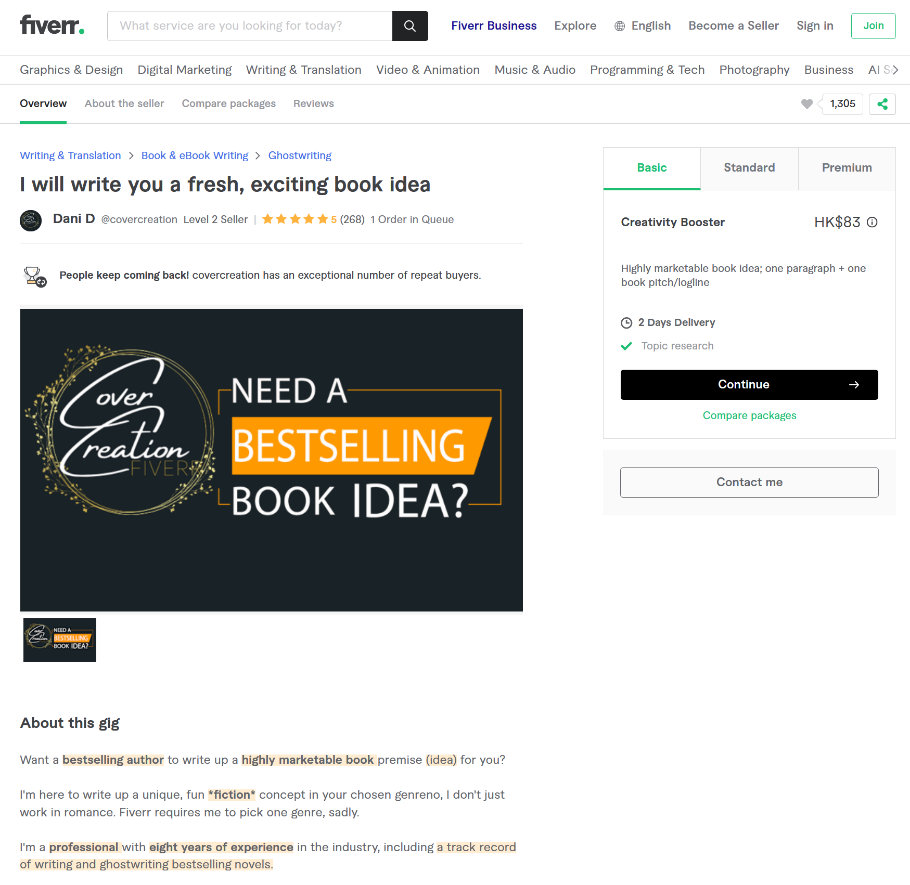 fiverr.
What service are you looking for today?
Fiverr Business
Explore
English
Become a Seller
Sign in
Join
Graphics & Design
Digital Marketing
Writing & Translation
Video & Animation
Music & Audio
Programming & Tech
Photography
Business
AI S
Overview
About the seller
Compare packages
Reviews
1,305
Writing & Translation > Book & eBook Writing > Ghostwriting
I will write you a fresh, exciting book idea
Dani D @covercreation Level 2 Seller | 5 (268) 1 Order in Queue
People keep coming back! covercreation has an exceptional number of repeat buyers.
Cover
Creation
FIVERR
NEED A
BESTSELLING
BOOK IDEA?
Cover
Creation
NEED A
BESTSELLING
BOOK IDEA?
About this gig
Want a bestselling author to write up a highly marketable book premise (idea) for you?
I'm here to write up a unique, fun *fiction* concept in your chosen genreno, I don't just
work in romance. Fiverr requires me to pick one genre, sadly.
I'm a professional with eight years of experience in the industry, including a track record
of writing and ghostwriting bestselling novels.
Basic
Standard
Premium
Creativity Booster
HK$83
Highly marketable book idea; one paragraph + one
book pitch/logline
2 Days Delivery
Topic research
Continue
Compare packages
Contact me